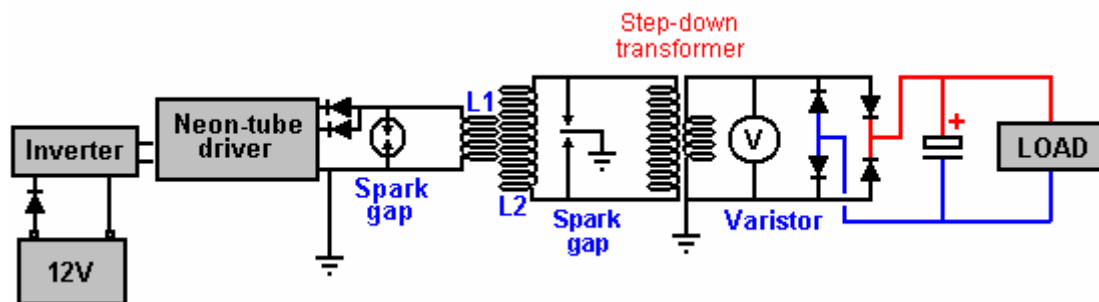 Step-down
transformer
L1
Neon-tube
driver
Inverter
V
+
LOAD
Spark
gap
L2
Spark
gap
Varistor
12V